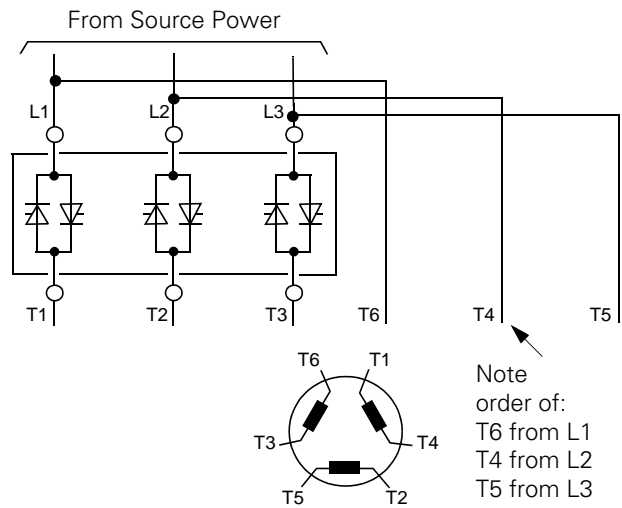 From Source Power
L1 L2 L3
T1 T2 T3 T6 T4 T5
T6 T1
T3 T4
T5 T2
Note
order of:
T6 from L1
T4 from L2
T5 from L3